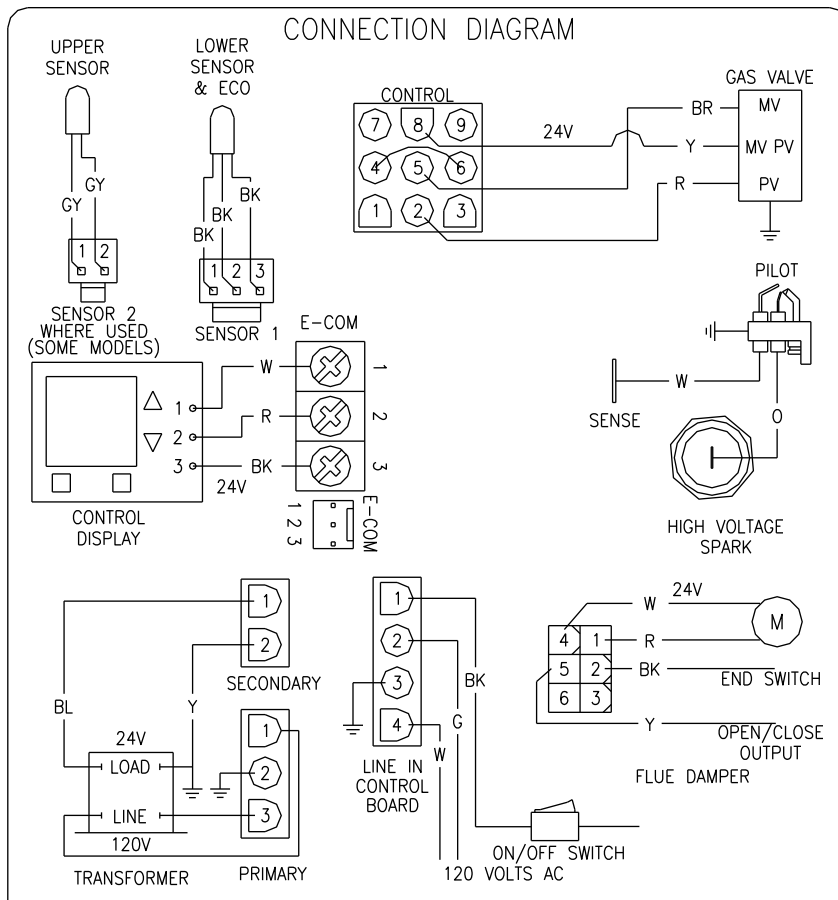 CONNECTION DIAGRAM
UPPER
SENSOR
GY
GY
1 2
SENSOR 2
WHERE USED
(SOME MODELS)
LOWER
SENSOR
& ECO
BK
BK
BK
1 2 3
SENSOR 1
CONTROL
7 8 9
4 5 6
1 2 3
24V
BR
Y
R
GAS VALVE
MV
MV PV
PV
PILOT
SENSE
W
O
HIGH VOLTAGE
SPARK
1
2
3
CONTROL
DISPLAY
W
R
BK
24V
E-COM
1
2
3
1 2 3
E-COM
1
2
SECONDARY
BL
Y
24V
LOAD
LINE
120V
TRANSFORMER
1
2
3
PRIMARY
1
2
3
4
LINE IN
CONTROL
BOARD
BK
G
W
120 VOLTS AC
ON/OFF SWITCH
4 1
5 2
6 3
W
24V
R
BK
Y
M
END SWITCH
OPEN/CLOSE
OUTPUT
FLUE DAMPER